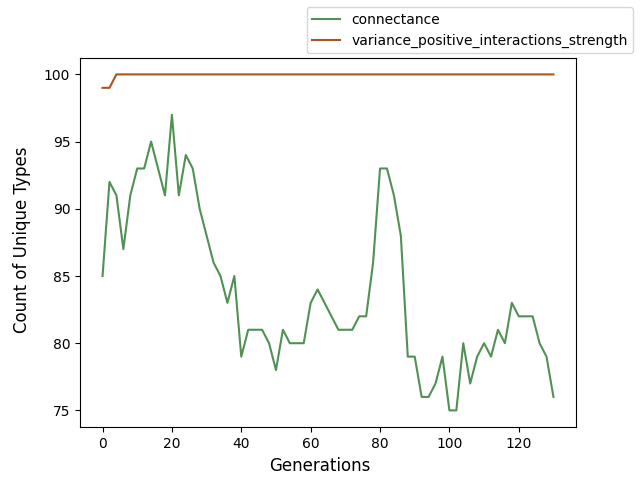 connectance
variance_positive_interactions_strength
100
95
90
85
80
75
Count of Unique Types
0 20 40 60 80 100 120
Generations